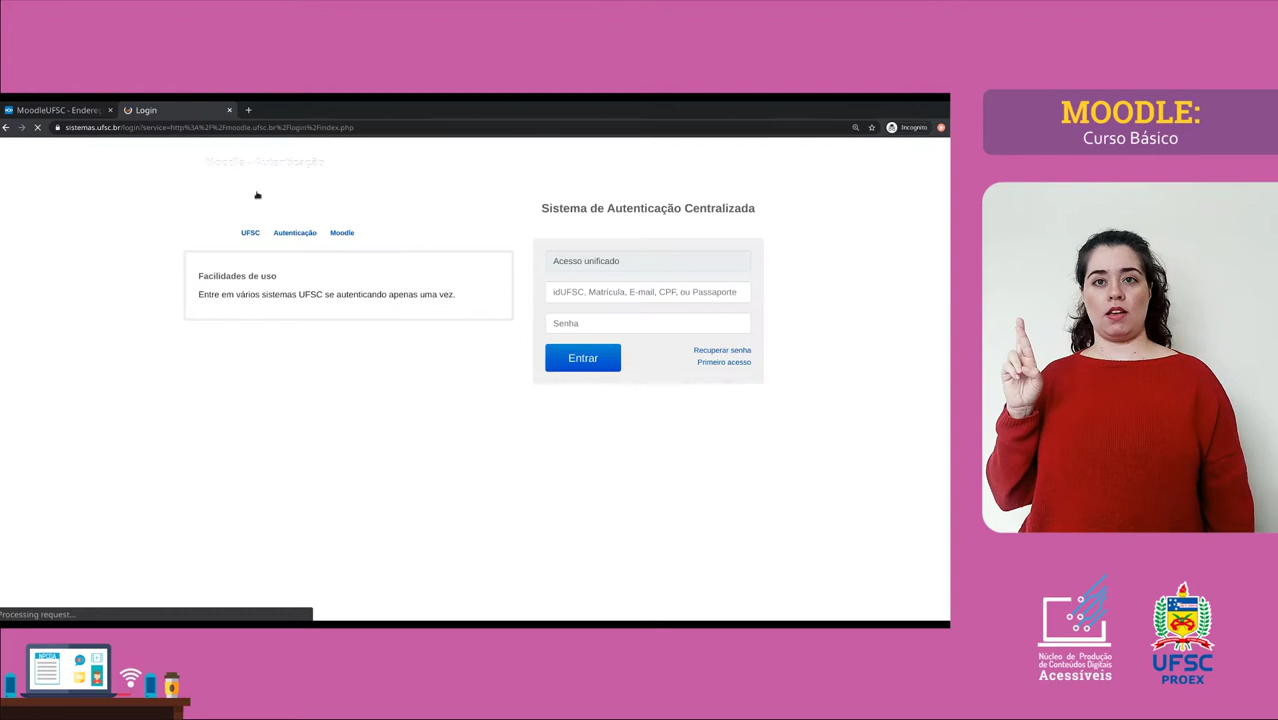 MoodleUFSC - Endere
Login
sistemas.ufsc.br/login?service=http%3A%2F%2Fmoodle.ufsc.br%2Flogin%2Findex.php
Incognito
Moodle - Autenticação
Sistema de Autenticação Centralizada
UFSC Autenticação Moodle
Facilidades de uso
Entre em vários sistemas UFSC se autenticando apenas uma vez.
Acesso unificado
idUFSC, Matrícula, E-mail, CPF, ou Passaporte
Senha
Entrar
Recuperar senha
Primeiro acesso
Processing request...
MOODLE:
Curso Básico
Núcleo de Produção
de Conteúdos Digitais
Acessíveis
UFSC
PROEX